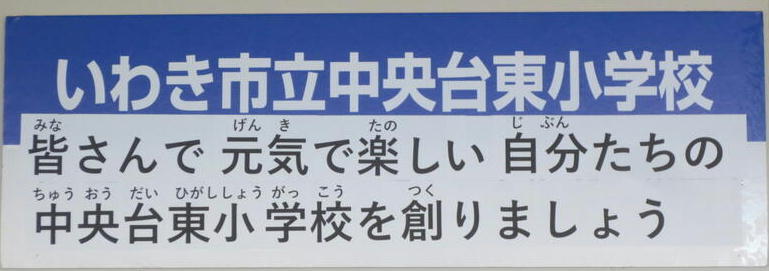 いわき市立中央台東小学校
みな げん き たの じ ぶん
皆さんで 元気で楽しい 自分たちの
ちゅう おう だい ひがししょう がっ こう つく
中央台東小学校を創りましょう